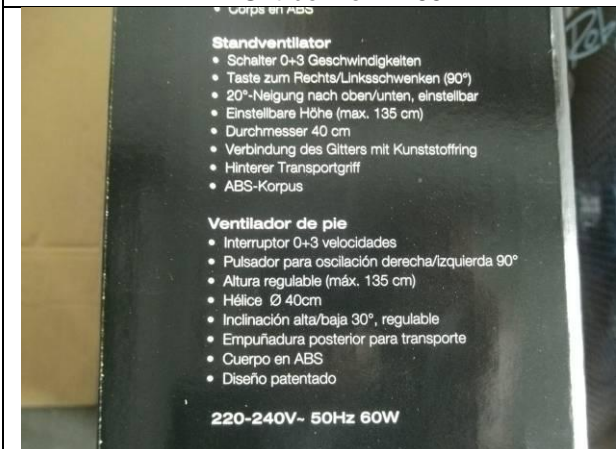 • Corps en ABS
Standventilator
• Schalter 0+3 Geschwindigkeiten
• Taste zum Rechts/Linksschwenken (90°)
• 20°-Neigung nach oben/unten, einstellbar
• Einstellbare Höhe (max. 135 cm)
• Durchmesser 40 cm
• Verbindung des Gitters mit Kunststoffring
• Hinterer Transportgriff
• ABS-Korpus
Ventilador de pie
• Interruptor 0+3 velocidades
• Pulsador para oscilación derecha/izquierda 90°
• Altura regulable (máx. 135 cm)
• Hélice Ø 40cm
• Inclinación alta/baja 30°, regulable
• Empuñadura posterior para transporte
• Cuerpo en ABS
• Diseño patentado
220-240V~ 50Hz 60W